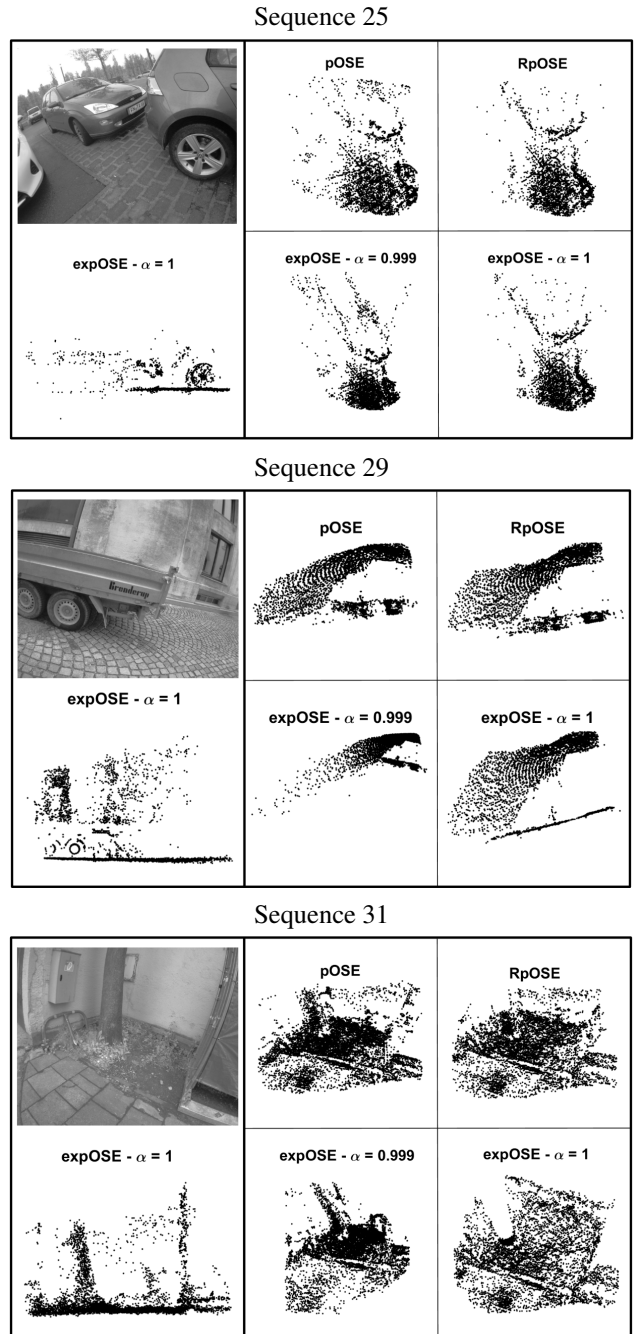 Sequence 25
pOSE
RpOSE
expOSE - α = 1
expOSE - α = 0.999
expOSE - α = 1
Sequence 29
Brenderup
pOSE
RpOSE
expOSE - α = 1
expOSE - α = 0.999
expOSE - α = 1
Sequence 31
pOSE
RpOSE
expOSE - α = 1
expOSE - α = 0.999
expOSE - α = 1